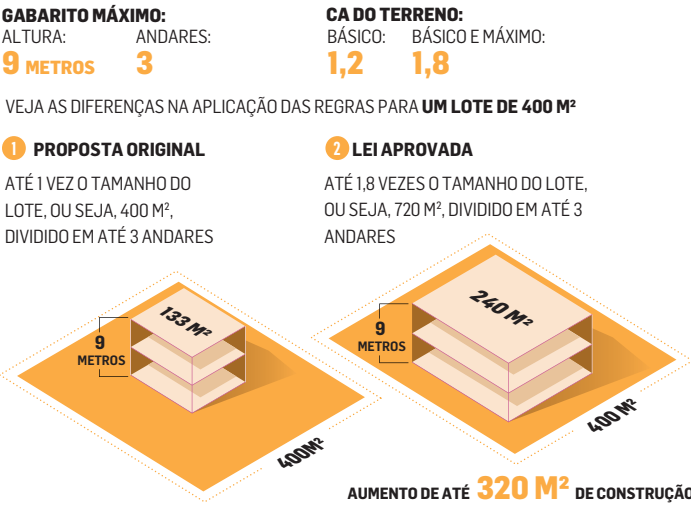 GABARITO MÁXIMO:
ALTURA: ANDARES:
9 METROS 3
CA DO TERRENO:
BÁSICO: BÁSICO E MÁXIMO:
1,2 1,8
VEJA AS DIFERENÇAS NA APLICAÇÃO DAS REGRAS PARA UM LOTE DE 400 M²
1 PROPOSTA ORIGINAL
ATÉ 1 VEZ O TAMANHO DO
LOTE, OU SEJA, 400 M²,
DIVIDIDO EM ATÉ 3 ANDARES
133 M²
9
METROS
400M²
2 LEI APROVADA
ATÉ 1,8 VEZES O TAMANHO DO LOTE,
OU SEJA, 720 M², DIVIDIDO EM ATÉ 3
ANDARES
240 M²
9
METROS
400 M²
AUMENTO DE ATÉ 320 M² DE CONSTRUÇÃO